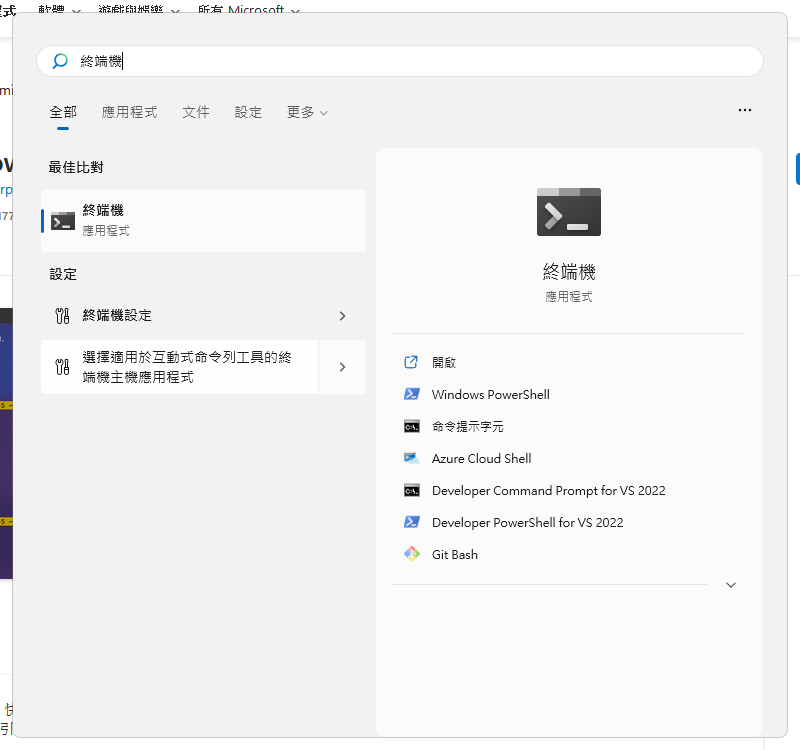 軟體
遊戲與娛樂
所有 Microsoft
終端機
全部
應用程式
文件
設定
更多
最佳比對
終端機
應用程式
設定
終端機設定
選擇適用於互動式命令列工具的終
端機主機應用程式
終端機
應用程式
開啟
Windows PowerShell
命令提示字元
Azure Cloud Shell
Developer Command Prompt for VS 2022
Developer PowerShell for VS 2022
Git Bash